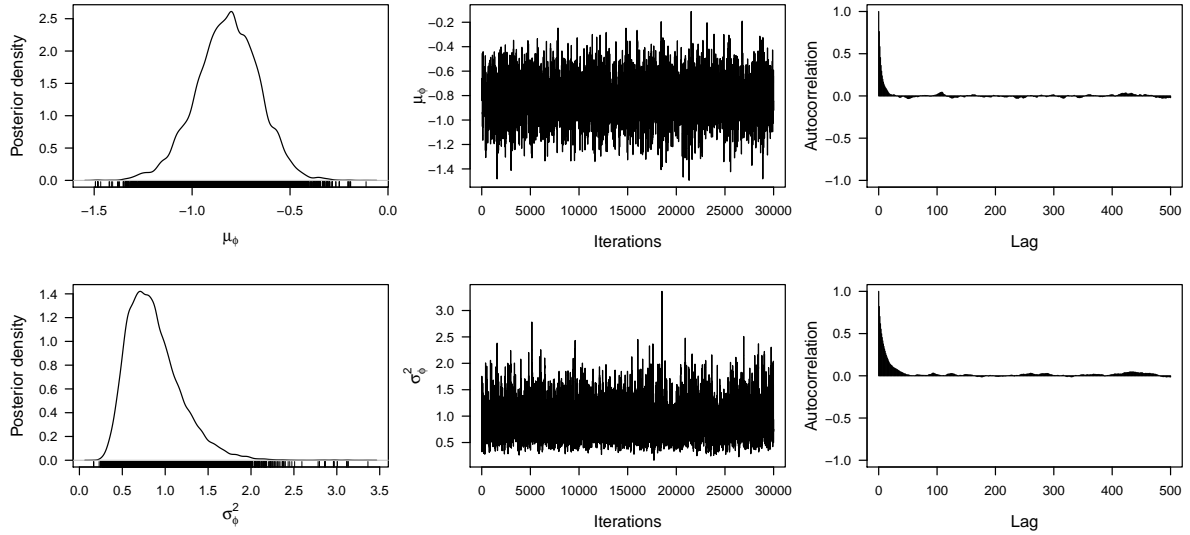 Posterior density
2.5
2.0
1.5
1.0
0.5
0.0
−1.5 −1.0 −0.5 0.0
μϕ
μϕ
−0.2
−0.4
−0.6
−0.8
−1.0
−1.2
−1.4
0 5000 10000 15000 20000 30000
Iterations
Autocorrelation
1.0
0.5
0.0
−0.5
−1.0
0 100 200 300 400 500
Lag
Posterior density
1.4
1.2
1.0
0.8
0.6
0.4
0.2
0.0
0.0 0.5 1.0 1.5 2.0 2.5 3.0 3.5
σ²ϕ
σ²ϕ
3.0
2.5
2.0
1.5
1.0
0.5
0 5000 10000 15000 20000 30000
Iterations
Autocorrelation
1.0
0.5
0.0
−0.5
−1.0
0 100 200 300 400 500
Lag